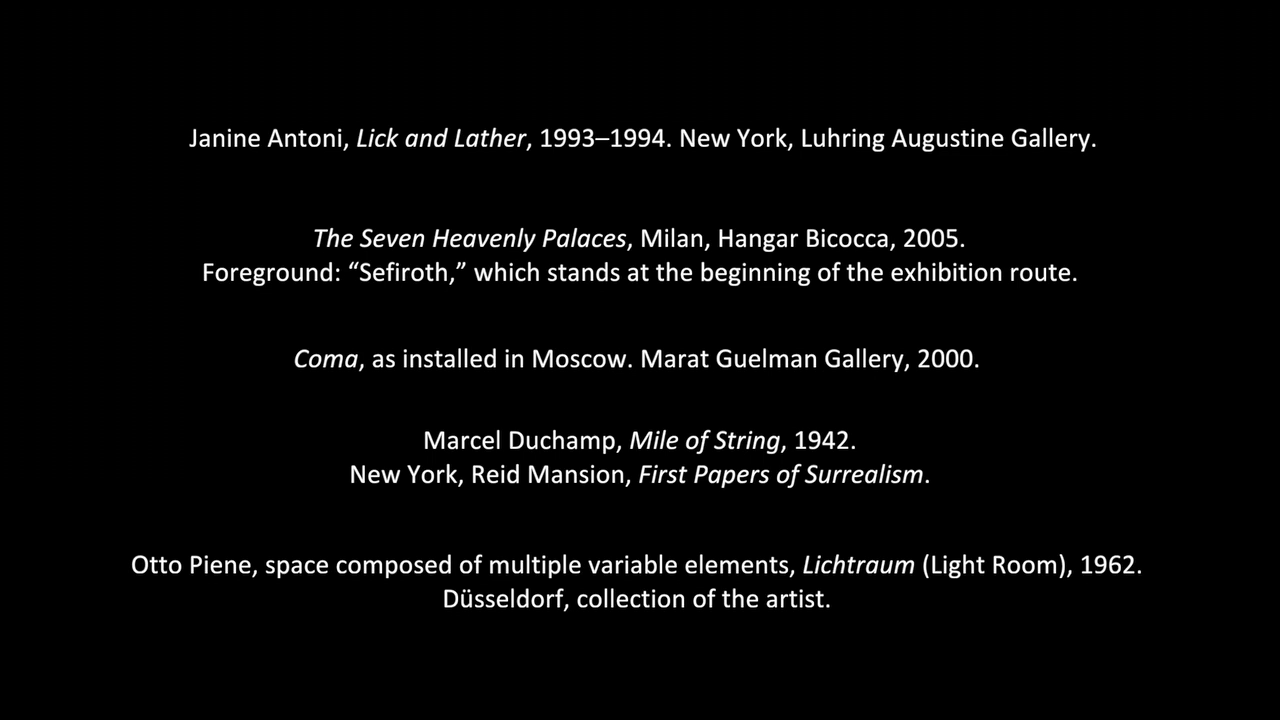 Janine Antoni, Lick and Lather, 1993–1994. New York, Luhring Augustine Gallery.
The Seven Heavenly Palaces, Milan, Hangar Bicocca, 2005.
Foreground: “Sefiroth,” which stands at the beginning of the exhibition route.
Coma, as installed in Moscow. Marat Guelman Gallery, 2000.
Marcel Duchamp, Mile of String, 1942.
New York, Reid Mansion, First Papers of Surrealism.
Otto Piene, space composed of multiple variable elements, Lichtraum (Light Room), 1962.
Düsseldorf, collection of the artist.